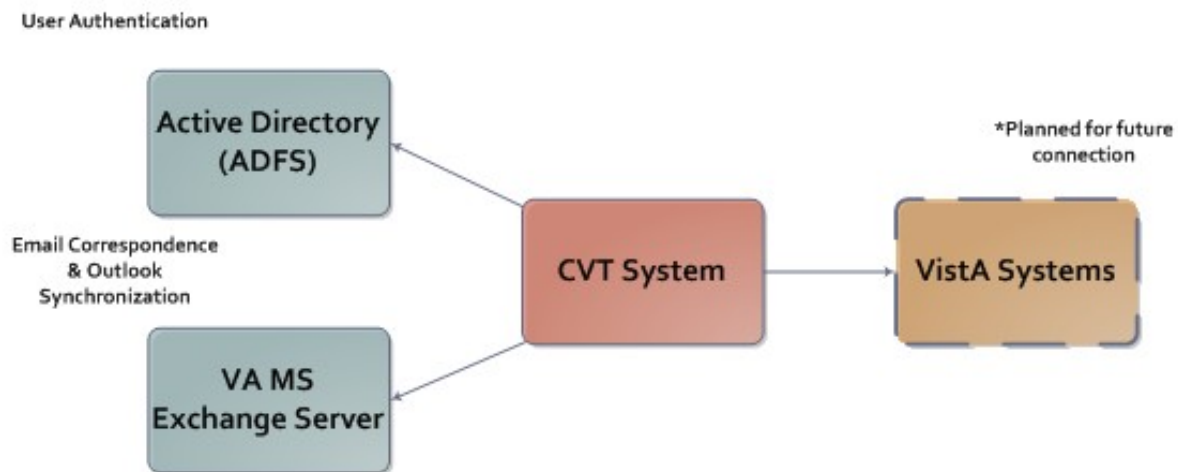 User Authentication
Active Directory
(ADFS)
*Planned for future
connection
Email Correspondence
& Outlook
Synchronization
CVT System
VistA Systems
VA MS
Exchange Server